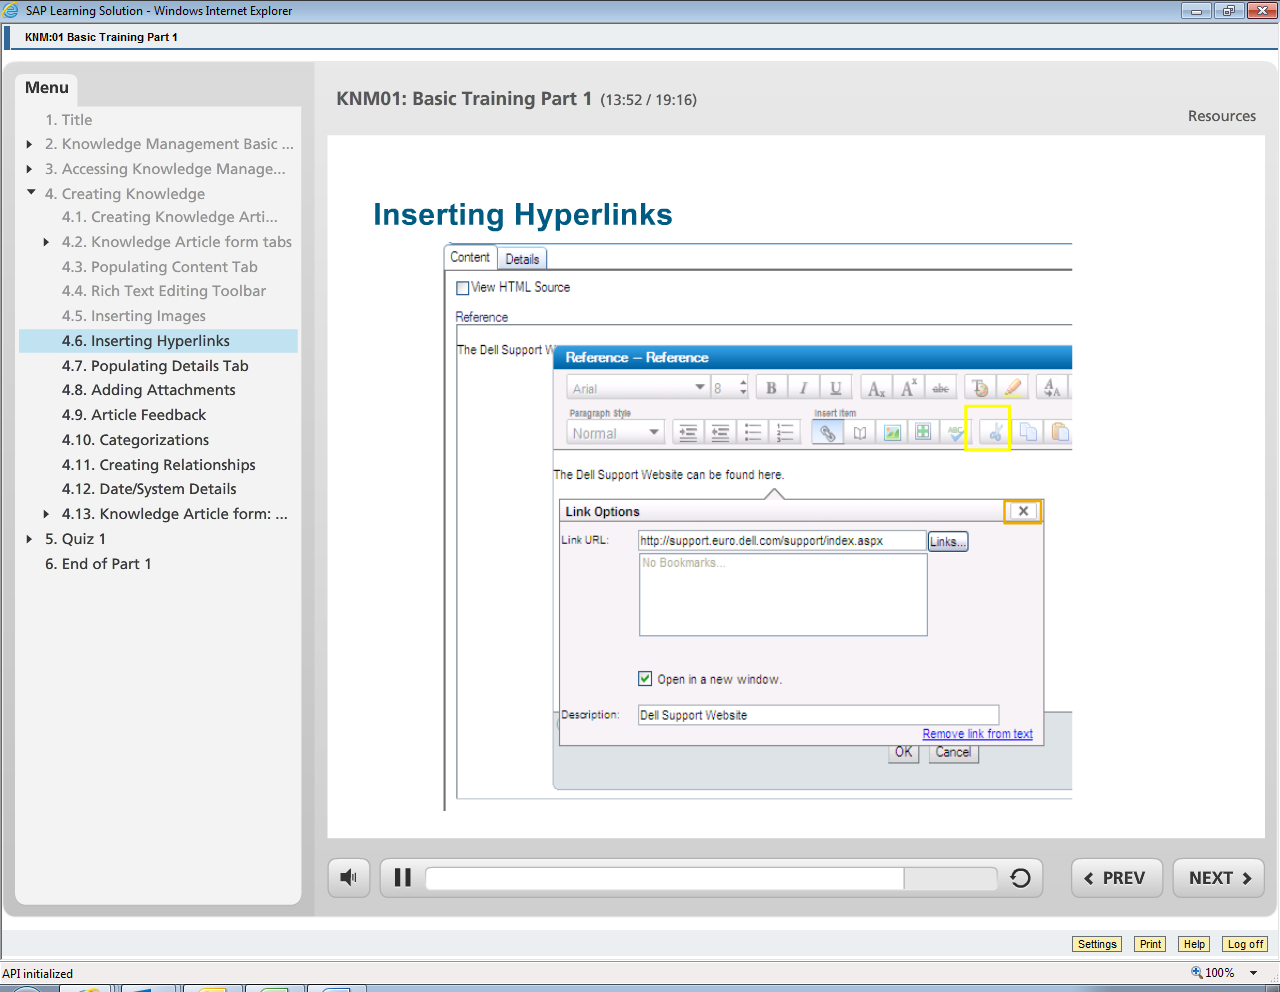 SAP Learning Solution - Windows Internet Explorer
KNM:01 Basic Training Part 1
Menu
1. Title
2. Knowledge Management Basic ...
3. Accessing Knowledge Manage...
4. Creating Knowledge
4.1. Creating Knowledge Arti...
4.2. Knowledge Article form tabs
4.3. Populating Content Tab
4.4. Rich Text Editing Toolbar
4.5. Inserting Images
4.6. Inserting Hyperlinks
4.7. Populating Details Tab
4.8. Adding Attachments
4.9. Article Feedback
4.10. Categorizations
4.11. Creating Relationships
4.12. Date/System Details
4.13. Knowledge Article form: ...
5. Quiz 1
6. End of Part 1
KNM01: Basic Training Part 1 (13:52 / 19:16)
Resources
Inserting Hyperlinks
Content Details
View HTML Source
Reference
The Dell Support W
Reference – Reference
Arial 8 B I U Ax Ax abc
Paragraph Style Insert Item
Normal ABC
The Dell Support Website can be found here.
Link Options
Link URL: http://support.euro.dell.com/support/index.aspx Links...
No Bookmarks...
Open in a new window.
Description: Dell Support Website
Remove link from text
OK Cancel
PREV NEXT
Settings Print Help Log off
API initialized
100%